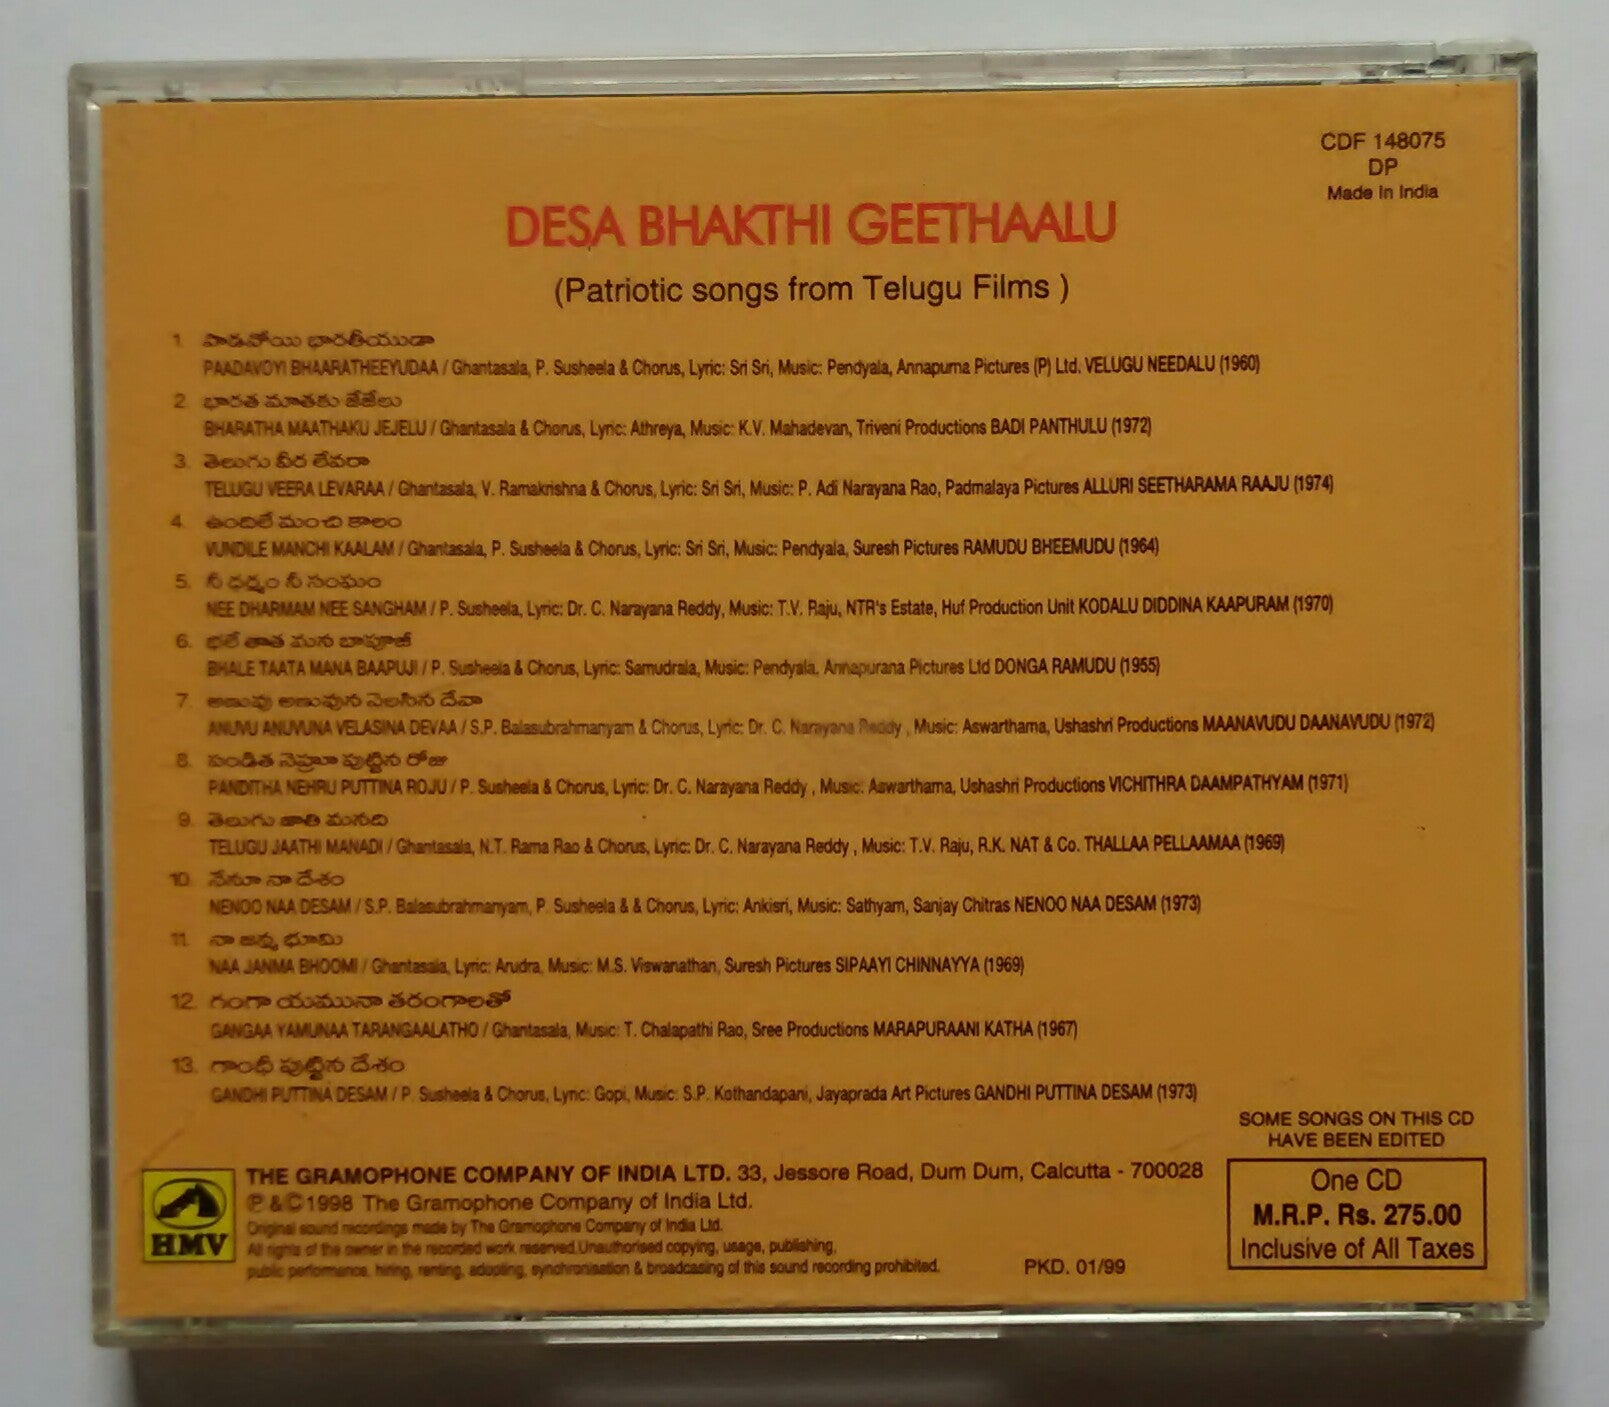 CDF 148075
DP
Made In India
DESA BHAKTHI GEETHAALU
(Patriotic songs from Telugu Films )
1. పాడవోయి భారతీయుడా
PAADAVOYI BHAARATHEEYUDAA / Ghantasala, P. Susheela & Chorus, Lyric: Sri Sri, Music: Pendyala, Annapurna Pictures (P) Ltd. VELUGU NEEDALU (1960)
2. భారత మాతకు జేజేలు
BHARATHA MAATHAKU JEJELU / Ghantasala & Chorus, Lyric: Athreya, Music: K.V. Mahadevan, Triveni Productions BADI PANTHULU (1972)
3. తెలుగు వీర లేవరా
TELUGU VEERA LEVARAA / Ghantasala, V. Ramakrishna & Chorus, Lyric: Sri Sri, Music: P. Adi Narayana Rao, Padmalaya Pictures ALLURI SEETHARAMA RAAJU (1974)
4. ఉందిలే మంచి కాలం
VUNDILE MANCHI KAALAM / Ghantasala, P. Susheela & Chorus, Lyric: Sri Sri, Music: Pendyala, Suresh Pictures RAMUDU BHEEMUDU (1964)
5. నీ ధర్మం నీ సంఘం
NEE DHARMAM NEE SANGHAM / P. Susheela, Lyric: Dr. C. Narayana Reddy, Music: T.V. Raju, NTR's Estate, Huf Production Unit KODALU DIDDINA KAAPURAM (1970)
6. భలే తాత మన బాపూజీ
BHALE TAATA MANA BAAPUJI / P. Susheela & Chorus, Lyric: Samudrala, Music: Pendyala. Annapurana Pictures Ltd DONGA RAMUDU (1955)
7. అణువు అణువున వెలసిన దేవా
ANUVU ANUVUNA VELASINA DEVAA / S.P. Balasubrahmanyam & Chorus, Lyric: Dr. C. Narayana Reddy , Music: Aswarthama, Ushashri Productions MAANAVUDU DAANAVUDU (1972)
8. పండిత నెహ్రూ పుట్టిన రోజు
PANDITHA NEHRU PUTTINA ROJU / P. Susheela & Chorus, Lyric: Dr. C. Narayana Reddy , Music: Aswarthama, Ushashri Productions VICHITHRA DAAMPATHYAM (1971)
9. తెలుగు జాతి మనది
TELUGU JAATHI MANADI / Ghantasala, N.T. Rama Rao & Chorus, Lyric: Dr. C. Narayana Reddy , Music: T.V. Raju, R.K. NAT & Co. THALLAA PELLAAMAA (1969)
10. నేనూ నా దేశం
NENOO NAA DESAM / S.P. Balasubrahmanyam, P. Susheela & & Chorus, Lyric: Ankisri, Music: Sathyam, Sanjay Chitras NENOO NAA DESAM (1973)
11. నా జన్మ భూమి
NAA JANMA BHOOMI / Ghantasala, Lyric: Arudra, Music: M.S. Viswanathan, Suresh Pictures SIPAAYI CHINNAYYA (1969)
12. గంగా యమునా తరంగాలతో
GANGAA YAMUNAA TARANGAALATHO / Ghantasala, Music: T. Chalapathi Rao, Sree Productions MARAPURAANI KATHA (1967)
13. గాంధీ పుట్టిన దేశం
GANDHI PUTTINA DESAM / P. Susheela & Chorus, Lyric: Gopi, Music: S.P. Kothandapani, Jayaprada Art Pictures GANDHI PUTTINA DESAM (1973)
SOME SONGS ON THIS CD
HAVE BEEN EDITED
HMV
THE GRAMOPHONE COMPANY OF INDIA LTD. 33, Jessore Road, Dum Dum, Calcutta - 700028
℗ & © 1998 The Gramophone Company of India Ltd.
Original sound recordings made by The Gramophone Company of India Ltd.
All rights of the owner in the recorded work reserved.Unauthorised copying, usage, publishing,
public performance, hiring, renting, adopting, synchronisation & broadcasting of this sound recording prohibited.
PKD. 01/99
One CD
M.R.P. Rs. 275.00
Inclusive of All Taxes